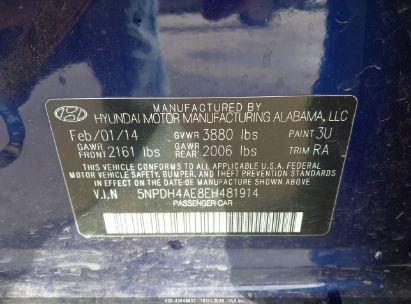 MANUFACTURED BY
HYUNDAI MOTOR MANUFACTURING ALABAMA, LLC
Feb/01/14 GVWR 3880 lbs PAINT 3U
GAWR FRONT 2161 lbs GAWR REAR 2006 lbs TRIM RA
THIS VEHICLE CONFORMS TO ALL APPLICABLE U.S. FEDERAL
MOTOR VEHICLE SAFETY, BUMPER, AND THEFT PREVENTION
STANDARDS IN EFFECT ON THE DATE OF MANUFACTURE SHOWN ABOVE.
V.I.N 5NPDH4AE8EH481914
PASSENGER CAR